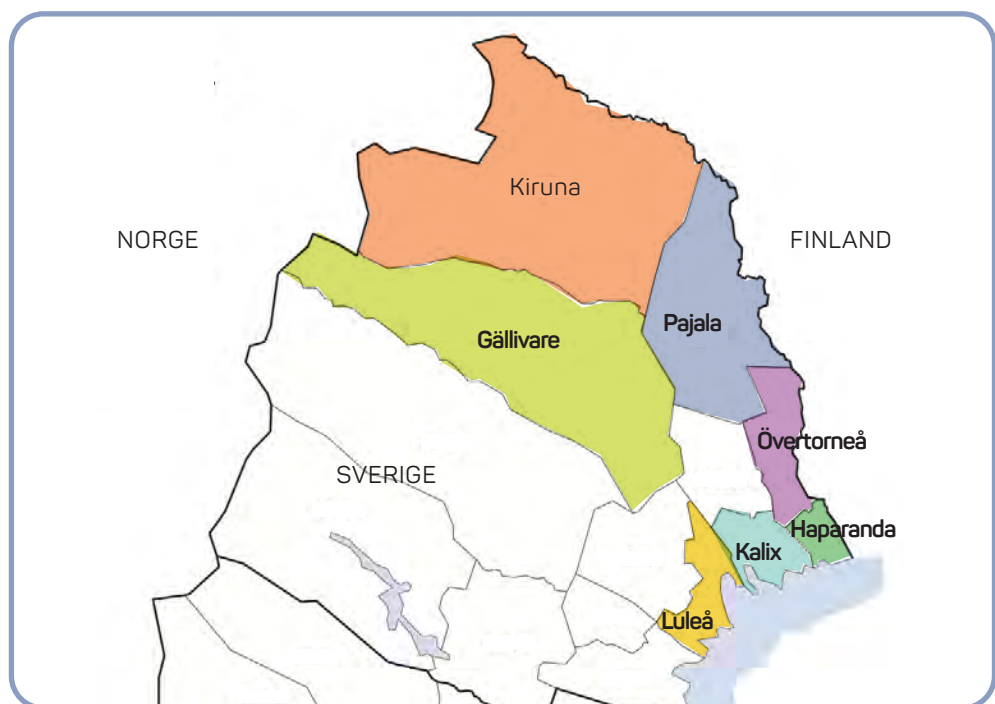 Kiruna
NORGE
FINLAND
Pajala
Gällivare
Övertorneå
SVERIGE
Haparanda
Kalix
Luleå